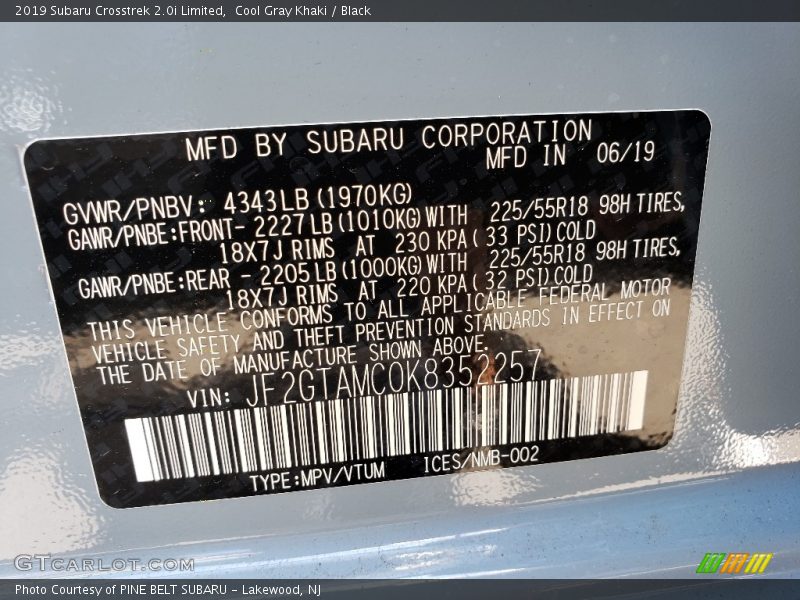 2019 Subaru Crosstrek 2.0i Limited, Cool Gray Khaki / Black
MFD BY SUBARU CORPORATION
MFD IN 06/19
GVWR/PNBV: 4343LB(1970KG)
GAWR/PNBE:FRONT- 2227LB(1010KG)WITH 225/55R18 98H TIRES,
18X7J RIMS AT 230 KPA( 33 PSI)COLD
GAWR/PNBE:REAR - 2205LB(1000KG)WITH 225/55R18 98H TIRES,
18X7J RIMS AT 220 KPA( 32 PSI)COLD
THIS VEHICLE CONFORMS TO ALL APPLICABLE FEDERAL MOTOR
VEHICLE SAFETY AND THEFT PREVENTION STANDARDS IN EFFECT ON
THE DATE OF MANUFACTURE SHOWN ABOVE.
VIN: JF2GTAMC0K8352257
TYPE:MPV/VTUM ICES/NMB-002
GTCarLot.com
Photo Courtesy of PINE BELT SUBARU - Lakewood, NJ